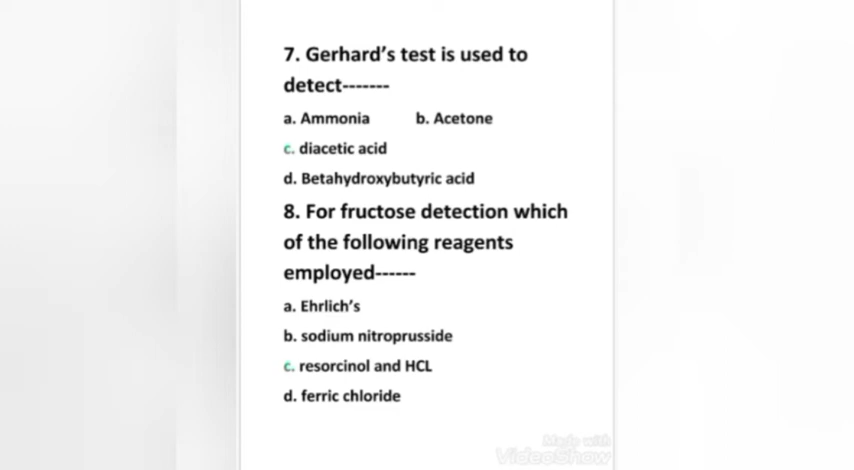 7. Gerhard's test is used to
detect-------
a. Ammonia b. Acetone
c. diacetic acid
d. Betahydroxybutyric acid
8. For fructose detection which
of the following reagents
employed------
a. Ehrlich's
b. sodium nitroprusside
c. resorcinol and HCL
d. ferric chloride
Made with
VideoShow